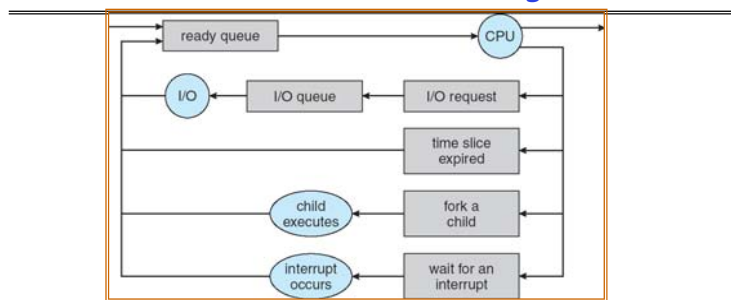 ready queue
CPU
I/O
I/O queue
I/O request
time slice
expired
child
executes
fork a
child
interrupt
occurs
wait for an
interrupt